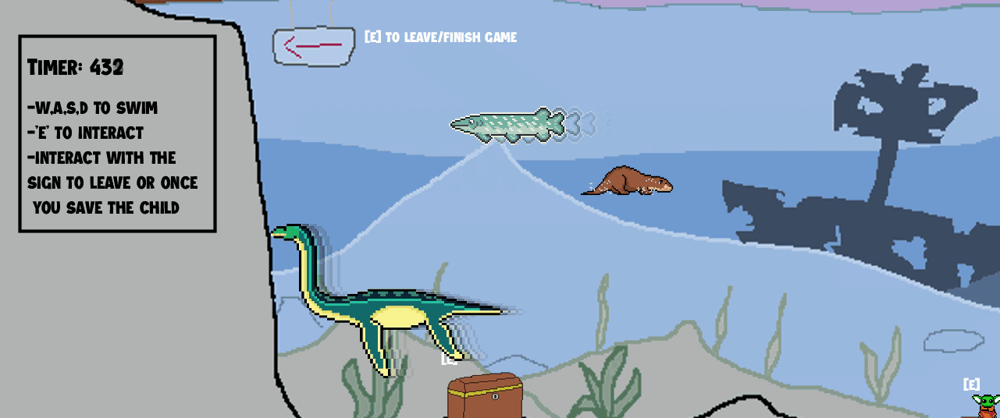 [E] TO LEAVE/FINISH GAME
TIMER: 432
-W,A,S,D TO SWIM
-'E' TO INTERACT
-INTERACT WITH THE
SIGN TO LEAVE OR ONCE
YOU SAVE THE CHILD
[E]
[E]